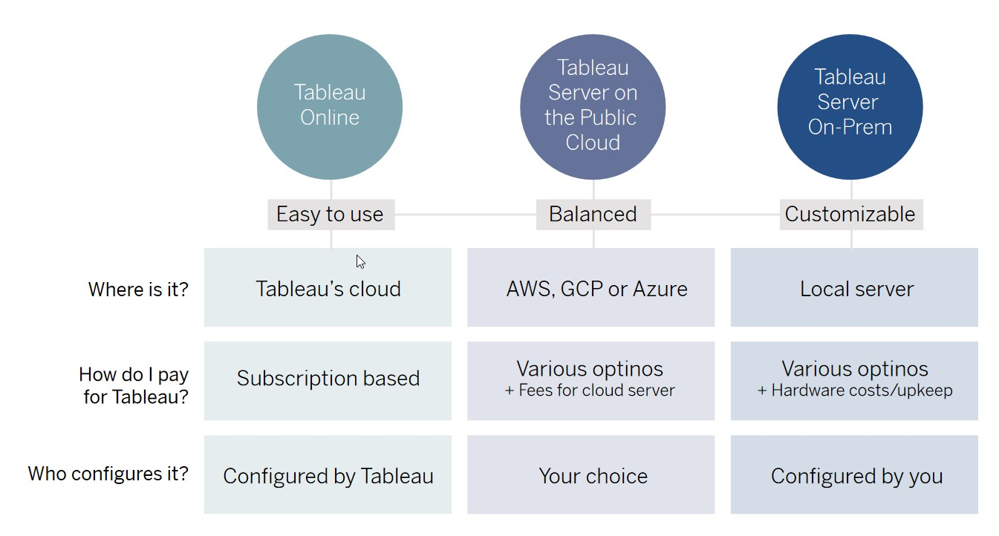 Tableau
Online
Tableau
Server on
the Public
Cloud
Tableau
Server
On-Prem
Easy to use
Balanced
Customizable
Where is it?
Tableau’s cloud
AWS, GCP or Azure
Local server
How do I pay
for Tableau?
Subscription based
Various optinos
+ Fees for cloud server
Various optinos
+ Hardware costs/upkeep
Who configures it?
Configured by Tableau
Your choice
Configured by you